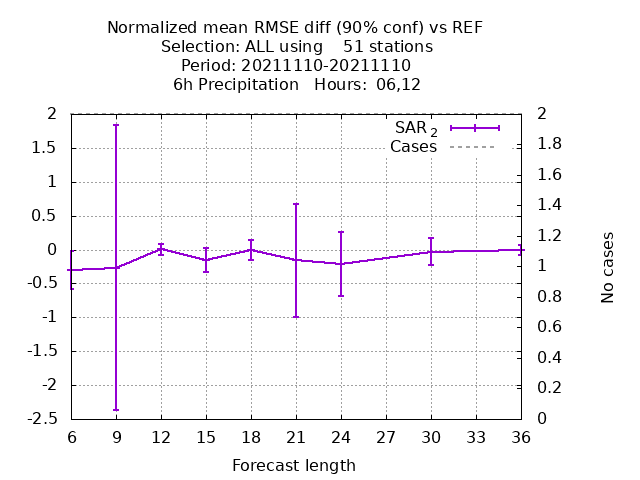 Normalized mean RMSE diff (90% conf) vs REF
Selection: ALL using    51 stations
Period: 20211110-20211110
6h Precipitation   Hours:  06,12
SAR 2
Cases
2
1.5
1
0.5
0
-0.5
-1
-1.5
-2
-2.5
2
1.8
1.6
1.4
1.2
1
0.8
0.6
0.4
0.2
0
No cases
6 9 12 15 18 21 24 27 30 33 36
Forecast length